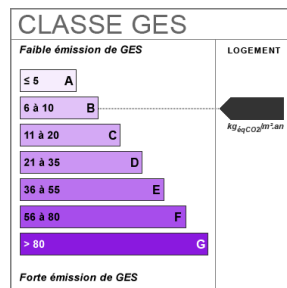 CLASSE GES
Faible émission de GES
LOGEMENT
≤ 5 A
6 à 10 B
kgéqCO2/m².an
11 à 20 C
21 à 35 D
36 à 55 E
56 à 80 F
> 80 G
Forte émission de GES